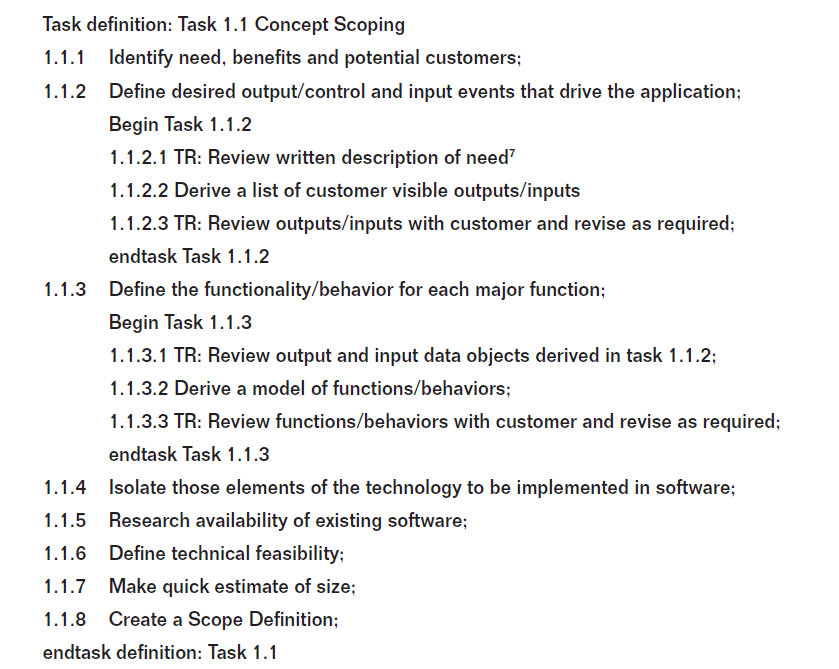 Task definition: Task 1.1 Concept Scoping
1.1.1 Identify need, benefits and potential customers;
1.1.2 Define desired output/control and input events that drive the application;
Begin Task 1.1.2
1.1.2.1 TR: Review written description of need⁷
1.1.2.2 Derive a list of customer visible outputs/inputs
1.1.2.3 TR: Review outputs/inputs with customer and revise as required;
endtask Task 1.1.2
1.1.3 Define the functionality/behavior for each major function;
Begin Task 1.1.3
1.1.3.1 TR: Review output and input data objects derived in task 1.1.2;
1.1.3.2 Derive a model of functions/behaviors;
1.1.3.3 TR: Review functions/behaviors with customer and revise as required;
endtask Task 1.1.3
1.1.4 Isolate those elements of the technology to be implemented in software;
1.1.5 Research availability of existing software;
1.1.6 Define technical feasibility;
1.1.7 Make quick estimate of size;
1.1.8 Create a Scope Definition;
endtask definition: Task 1.1